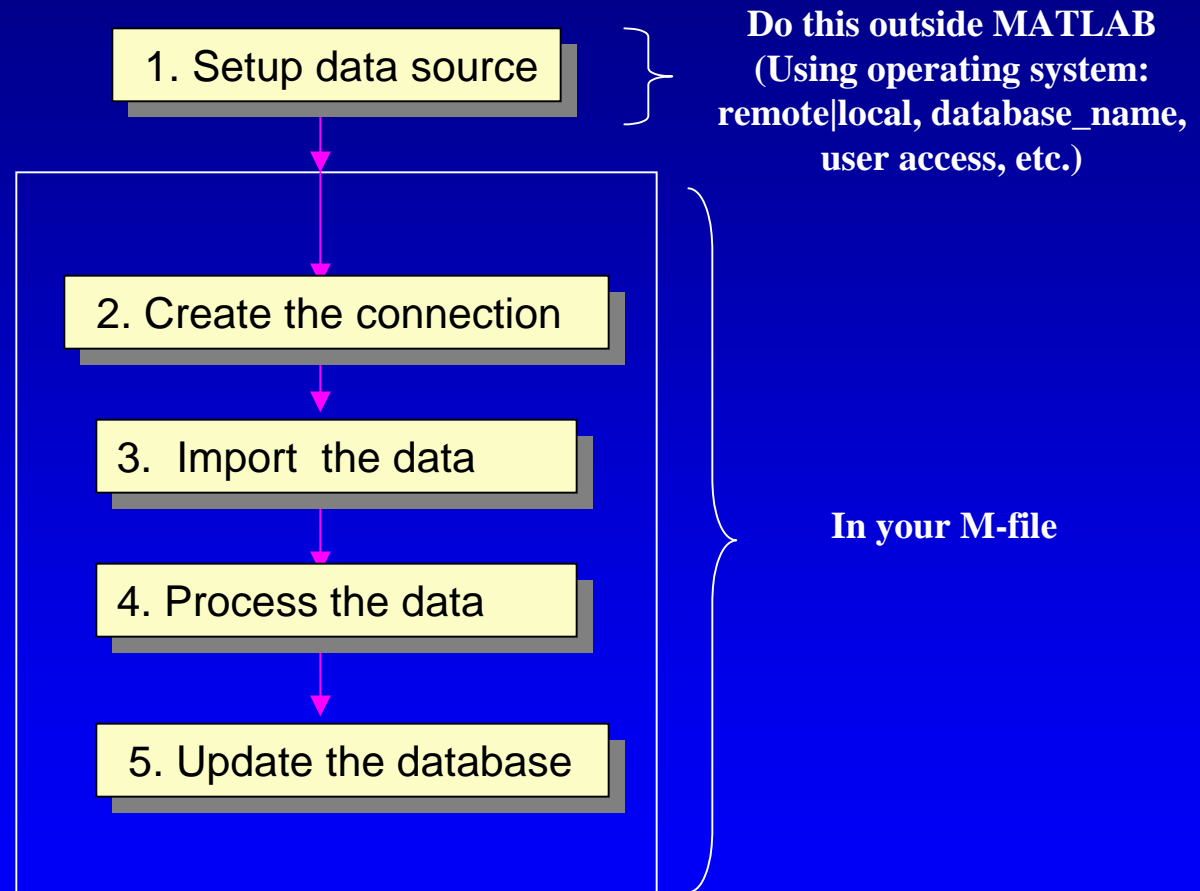 1. Setup data source
Do this outside MATLAB
(Using operating system:
remote|local, database_name,
user access, etc.)
2. Create the connection
3. Import the data
4. Process the data
5. Update the database
In your M-file